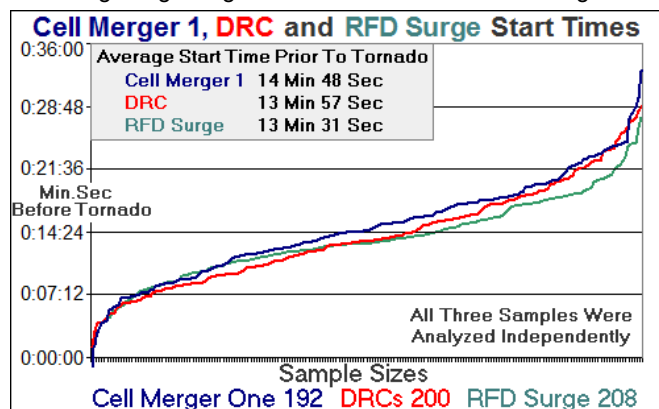 Cell Merger 1, DRC and RFD Surge Start Times
0:36:00
Average Start Time Prior To Tornado
Cell Merger 1 14 Min 48 Sec
DRC 13 Min 57 Sec
RFD Surge 13 Min 31 Sec
0:28:48
0:21:36
Min.Sec
Before Tornado
0:14:24
0:07:12
All Three Samples Were
Analyzed Independently
0:00:00
Sample Sizes
Cell Merger One 192 DRCs 200 RFD Surge 208